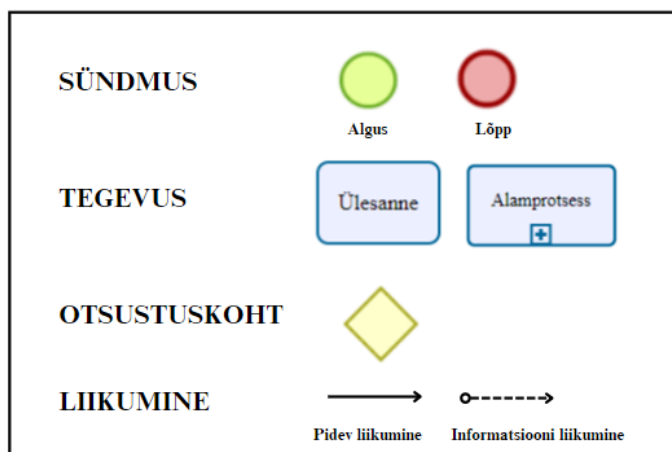 SÜNDMUS
Algus Lõpp
TEGEVUS
Ülesanne
Alamprotsess
OTSUSTUSKOHT
LIIKUMINE
Pidev liikumine Informatsiooni liikumine